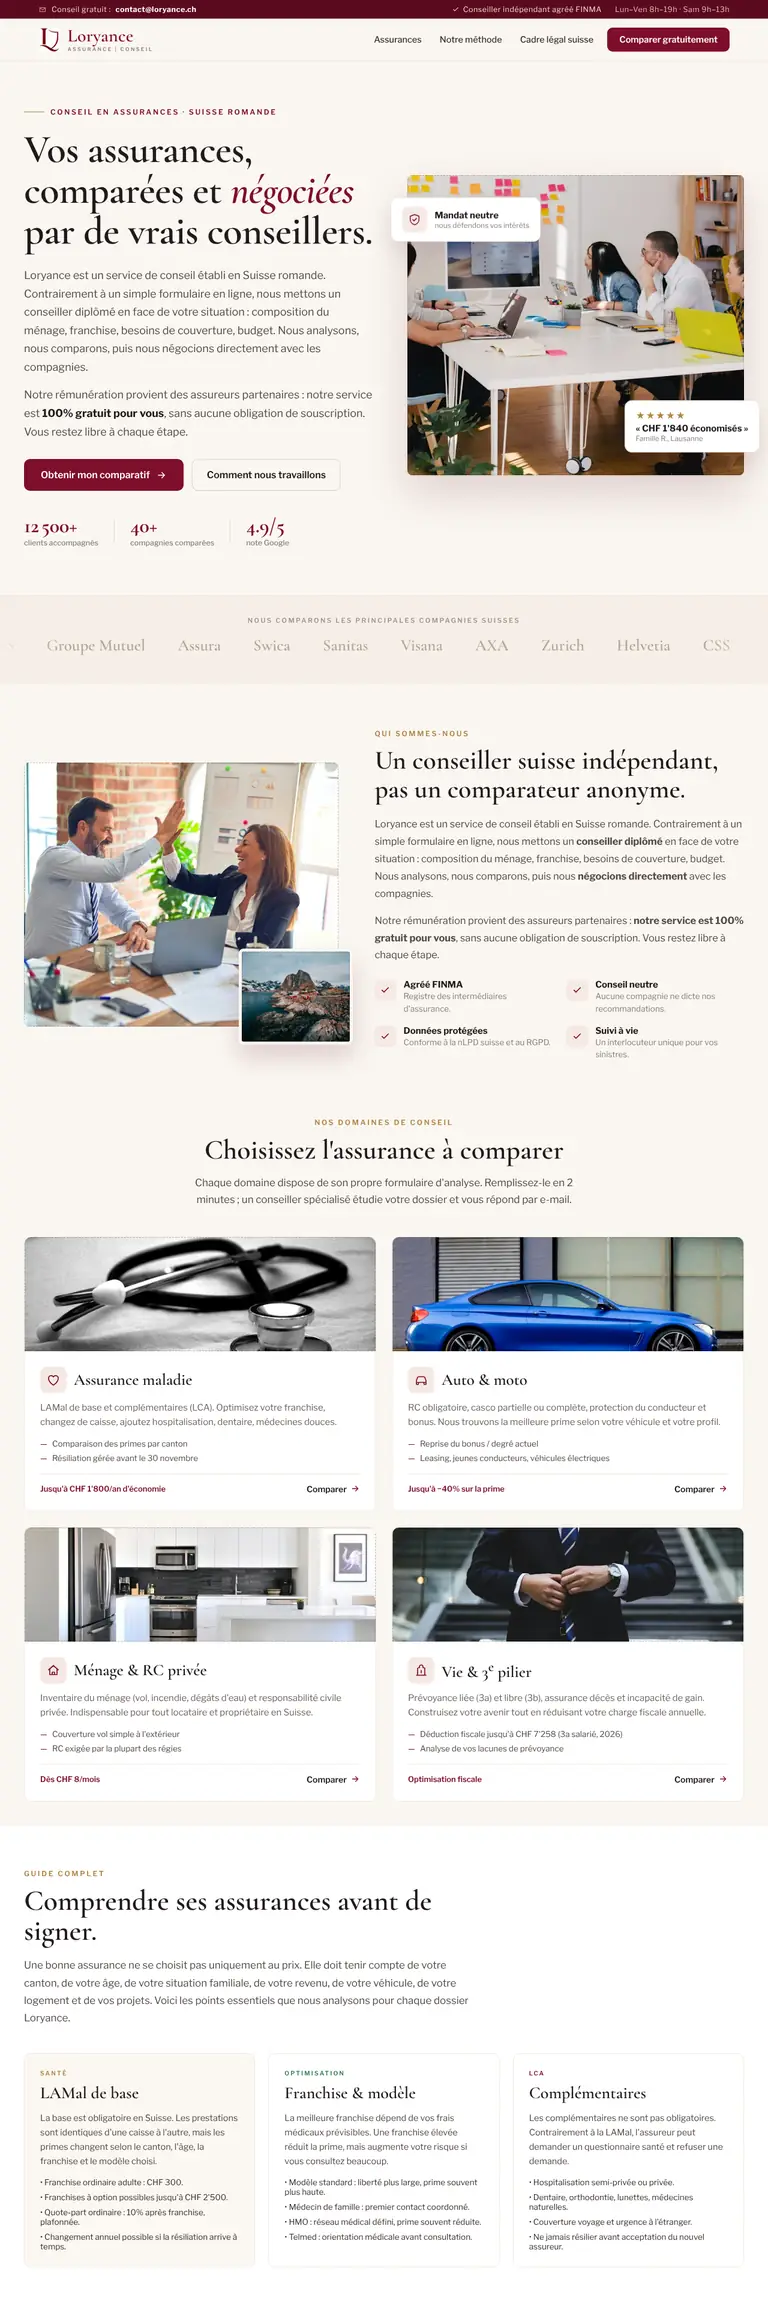 Conseil gratuit : contact@loryance.ch
Conseiller indépendant agréé FINMA
Lun–Ven 8h–19h · Sam 9h–13h
Loryance
ASSURANCE | CONSEIL
Assurances
Notre méthode
Cadre légal suisse
Comparer gratuitement
CONSEIL EN ASSURANCES · SUISSE ROMANDE
Vos assurances,
comparées et négociées
par de vrais conseillers.
Loryance est un service de conseil établi en Suisse romande.
Contrairement à un simple formulaire en ligne, nous mettons un
conseiller diplômé en face de votre situation : composition du
ménage, franchise, besoins de couverture, budget. Nous analysons,
nous comparons, puis nous négocions directement avec les
compagnies.
Notre rémunération provient des assureurs partenaires : notre service
est 100% gratuit pour vous, sans aucune obligation de souscription.
Vous restez libre à chaque étape.
Obtenir mon comparatif →
Comment nous travaillons
12 500+
clients accompagnés
40+
compagnies comparées
4.9/5
note Google
Mandat neutre
nous défendons vos intérêts
★★★★★
« CHF 1'840 économisés »
Famille R., Lausanne
NOUS COMPARONS LES PRINCIPALES COMPAGNIES SUISSES
Groupe Mutuel
Assura
Swica
Sanitas
Visana
AXA
Zurich
Helvetia
CSS
QUI SOMMES-NOUS
Un conseiller suisse indépendant,
pas un comparateur anonyme.
Loryance est un service de conseil établi en Suisse romande. Contrairement à un
simple formulaire en ligne, nous mettons un conseiller diplômé en face de votre
situation : composition du ménage, franchise, besoins de couverture, budget.
Nous analysons, nous comparons, puis nous négocions directement avec les
compagnies.
Notre rémunération provient des assureurs partenaires : notre service est 100%
gratuit pour vous, sans aucune obligation de souscription. Vous restez libre à
chaque étape.
Agréé FINMA
Registre des intermédiaires
d'assurance.
Conseil neutre
Aucune compagnie ne dicte nos
recommandations.
Données protégées
Conforme à la nLPD suisse et au RGPD.
Suivi à vie
Un interlocuteur unique pour vos
sinistres.
NOS DOMAINES DE CONSEIL
Choisissez l'assurance à comparer
Chaque domaine dispose de son propre formulaire d'analyse. Remplissez-le en 2
minutes ; un conseiller spécialisé étudie votre dossier et vous répond par e-mail.
Assurance maladie
LAMal de base et complémentaires (LCA). Optimisez votre franchise,
changez de caisse, ajoutez hospitalisation, dentaire, médecines douces.
— Comparaison des primes par canton
— Résiliation gérée avant le 30 novembre
Jusqu'à CHF 1'800/an d'économie
Comparer →
Auto & moto
RC obligatoire, casco partielle ou complète, protection du conducteur et
bonus. Nous trouvons la meilleure prime selon votre véhicule et votre profil.
— Reprise du bonus / degré actuel
— Leasing, jeunes conducteurs, véhicules électriques
Jusqu'à −40% sur la prime
Comparer →
Ménage & RC privée
Inventaire du ménage (vol, incendie, dégâts d'eau) et responsabilité civile
privée. Indispensable pour tout locataire et propriétaire en Suisse.
— Couverture vol simple à l'extérieur
— RC exigée par la plupart des régies
Dès CHF 8/mois
Comparer →
Vie & 3e pilier
Prévoyance liée (3a) et libre (3b), assurance décès et incapacité de gain.
Construisez votre avenir tout en réduisant votre charge fiscale annuelle.
— Déduction fiscale jusqu'à CHF 7'258 (3a salarié, 2026)
— Analyse de vos lacunes de prévoyance
Optimisation fiscale
Comparer →
GUIDE COMPLET
Comprendre ses assurances avant de
signer.
Une bonne assurance ne se choisit pas uniquement au prix. Elle doit tenir compte de votre
canton, de votre âge, de votre situation familiale, de votre revenu, de votre véhicule, de votre
logement et de vos projets. Voici les points essentiels que nous analysons pour chaque dossier
Loryance.
SANTÉ
LAMal de base
La base est obligatoire en Suisse. Les prestations
sont identiques d'une caisse à l'autre, mais les
primes changent selon le canton, l'âge, la
franchise et le modèle choisi.
• Franchise ordinaire adulte : CHF 300.
• Franchises à option possibles jusqu'à CHF 2'500.
• Quote-part ordinaire : 10% après franchise,
plafonnée.
• Changement annuel possible si la résiliation arrive à
temps.
OPTIMISATION
Franchise & modèle
La meilleure franchise dépend de vos frais
médicaux prévisibles. Une franchise élevée
réduit la prime, mais augmente votre risque si
vous consultez beaucoup.
• Modèle standard : liberté plus large, prime souvent
plus haute.
• Médecin de famille : premier contact coordonné.
• HMO : réseau médical défini, prime souvent réduite.
• Telmed : orientation médicale avant consultation.
LCA
Complémentaires
Les complémentaires ne sont pas obligatoires.
Contrairement à la LAMal, l'assureur peut
demander un questionnaire santé et refuser une
demande.
• Hospitalisation semi-privée ou privée.
• Dentaire, orthodontie, lunettes, médecines
naturelles.
• Couverture voyage et urgence à l'étranger.
• Ne jamais résilier avant acceptation du nouvel
assureur.